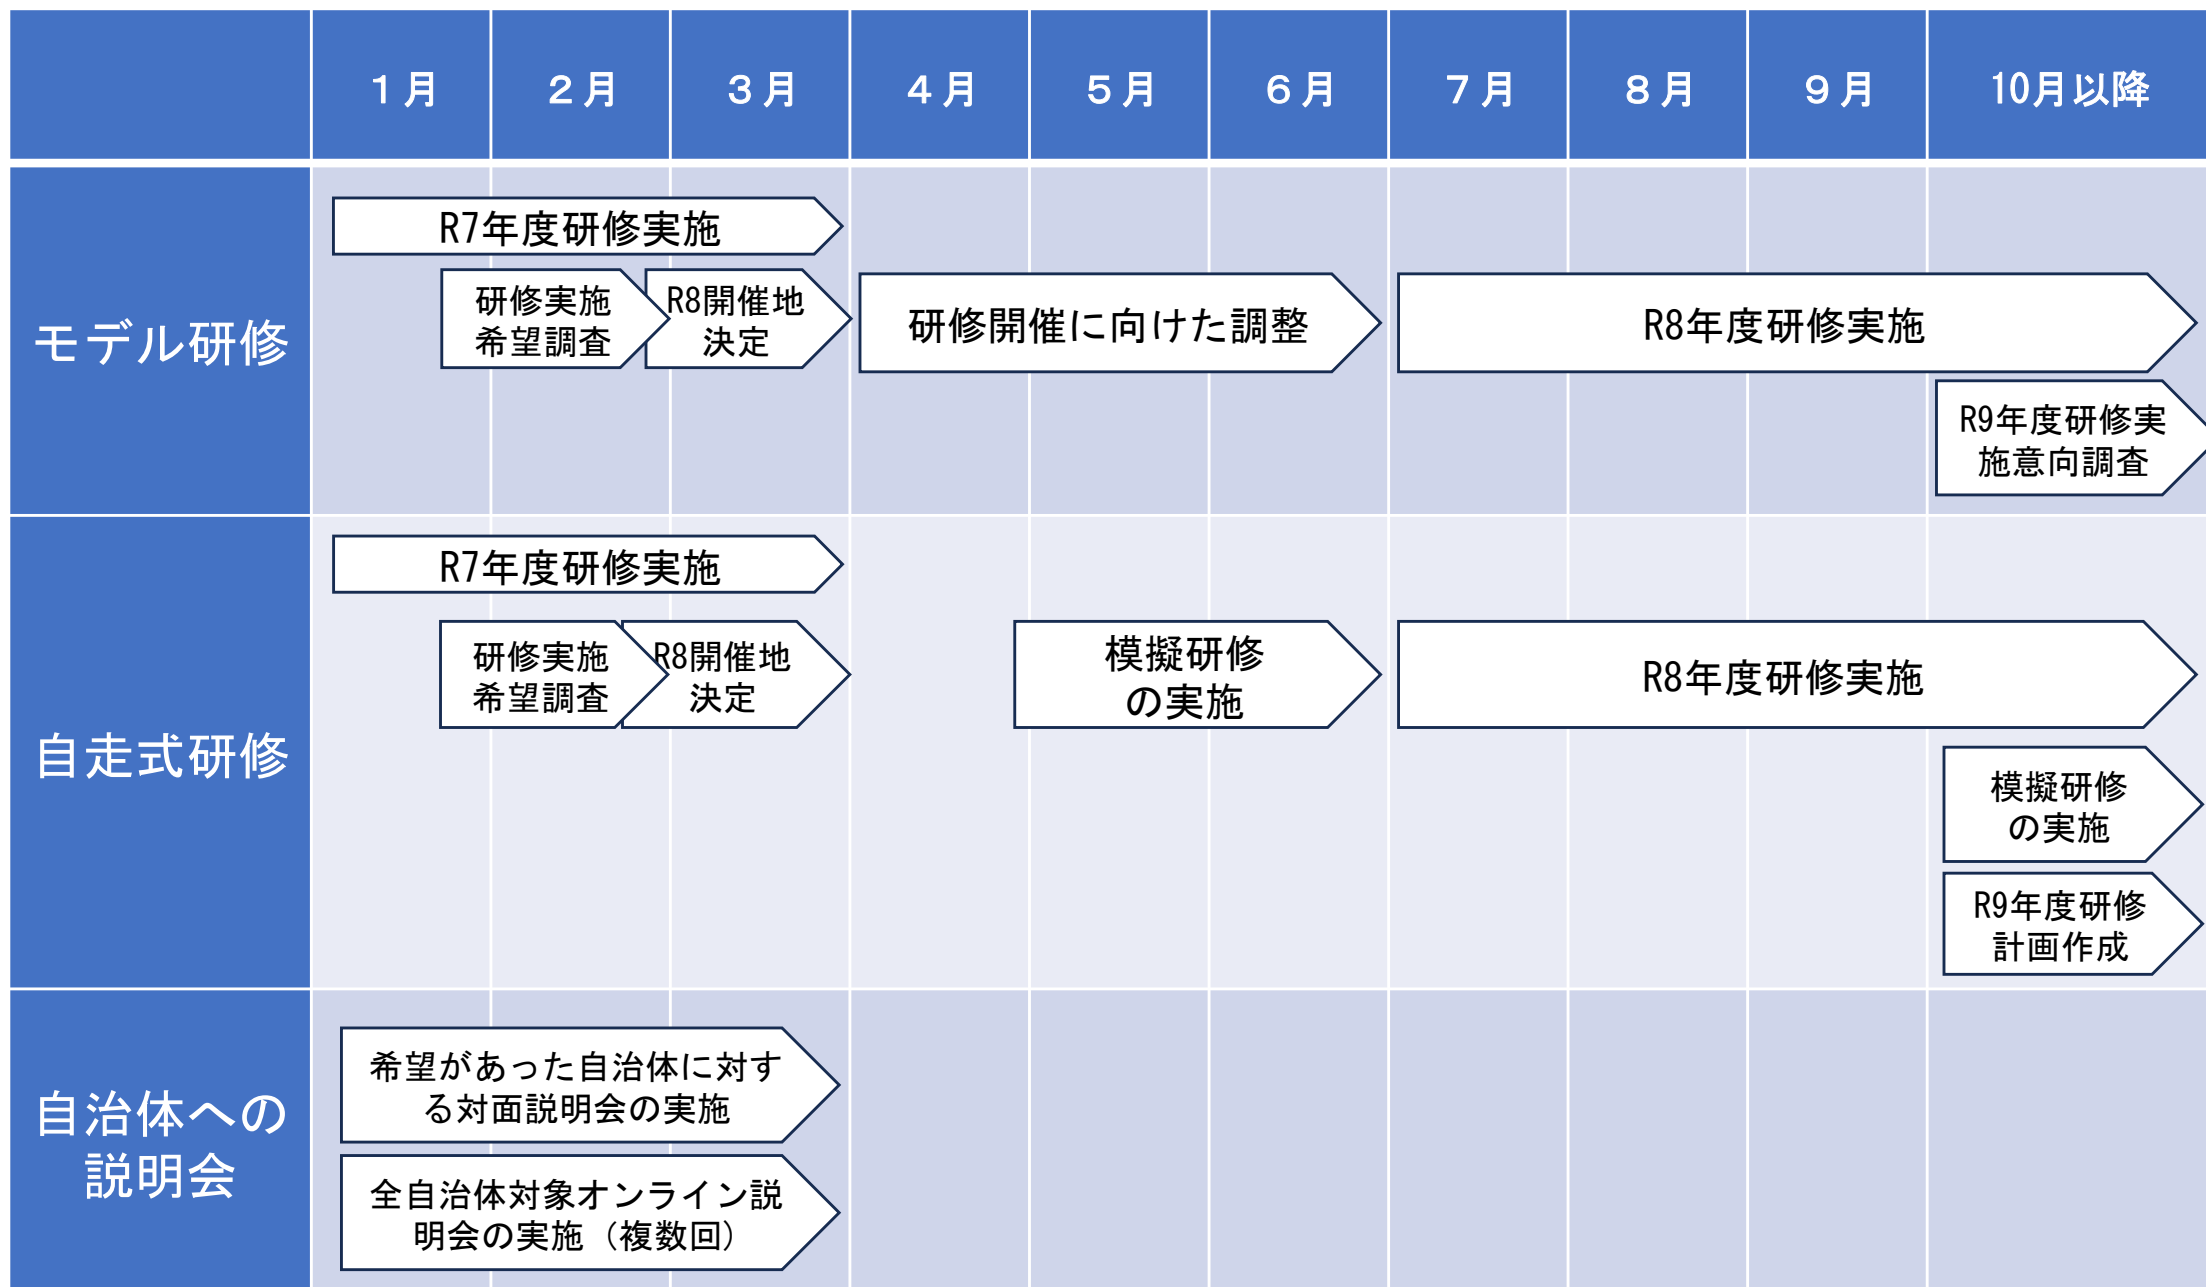 １月 ２月 ３月 ４月 ５月 ６月 ７月 ８月 ９月 10月以降
モデル研修
R7年度研修実施
研修実施
希望調査
R8開催地
決定
研修開催に向けた調整
R8年度研修実施
R9年度研修実
施意向調査
自走式研修
R7年度研修実施
研修実施
希望調査
R8開催地
決定
模擬研修
の実施
R8年度研修実施
模擬研修
の実施
R9年度研修
計画作成
自治体への
説明会
希望があった自治体に対す
る対面説明会の実施
全自治体対象オンライン説
明会の実施（複数回）